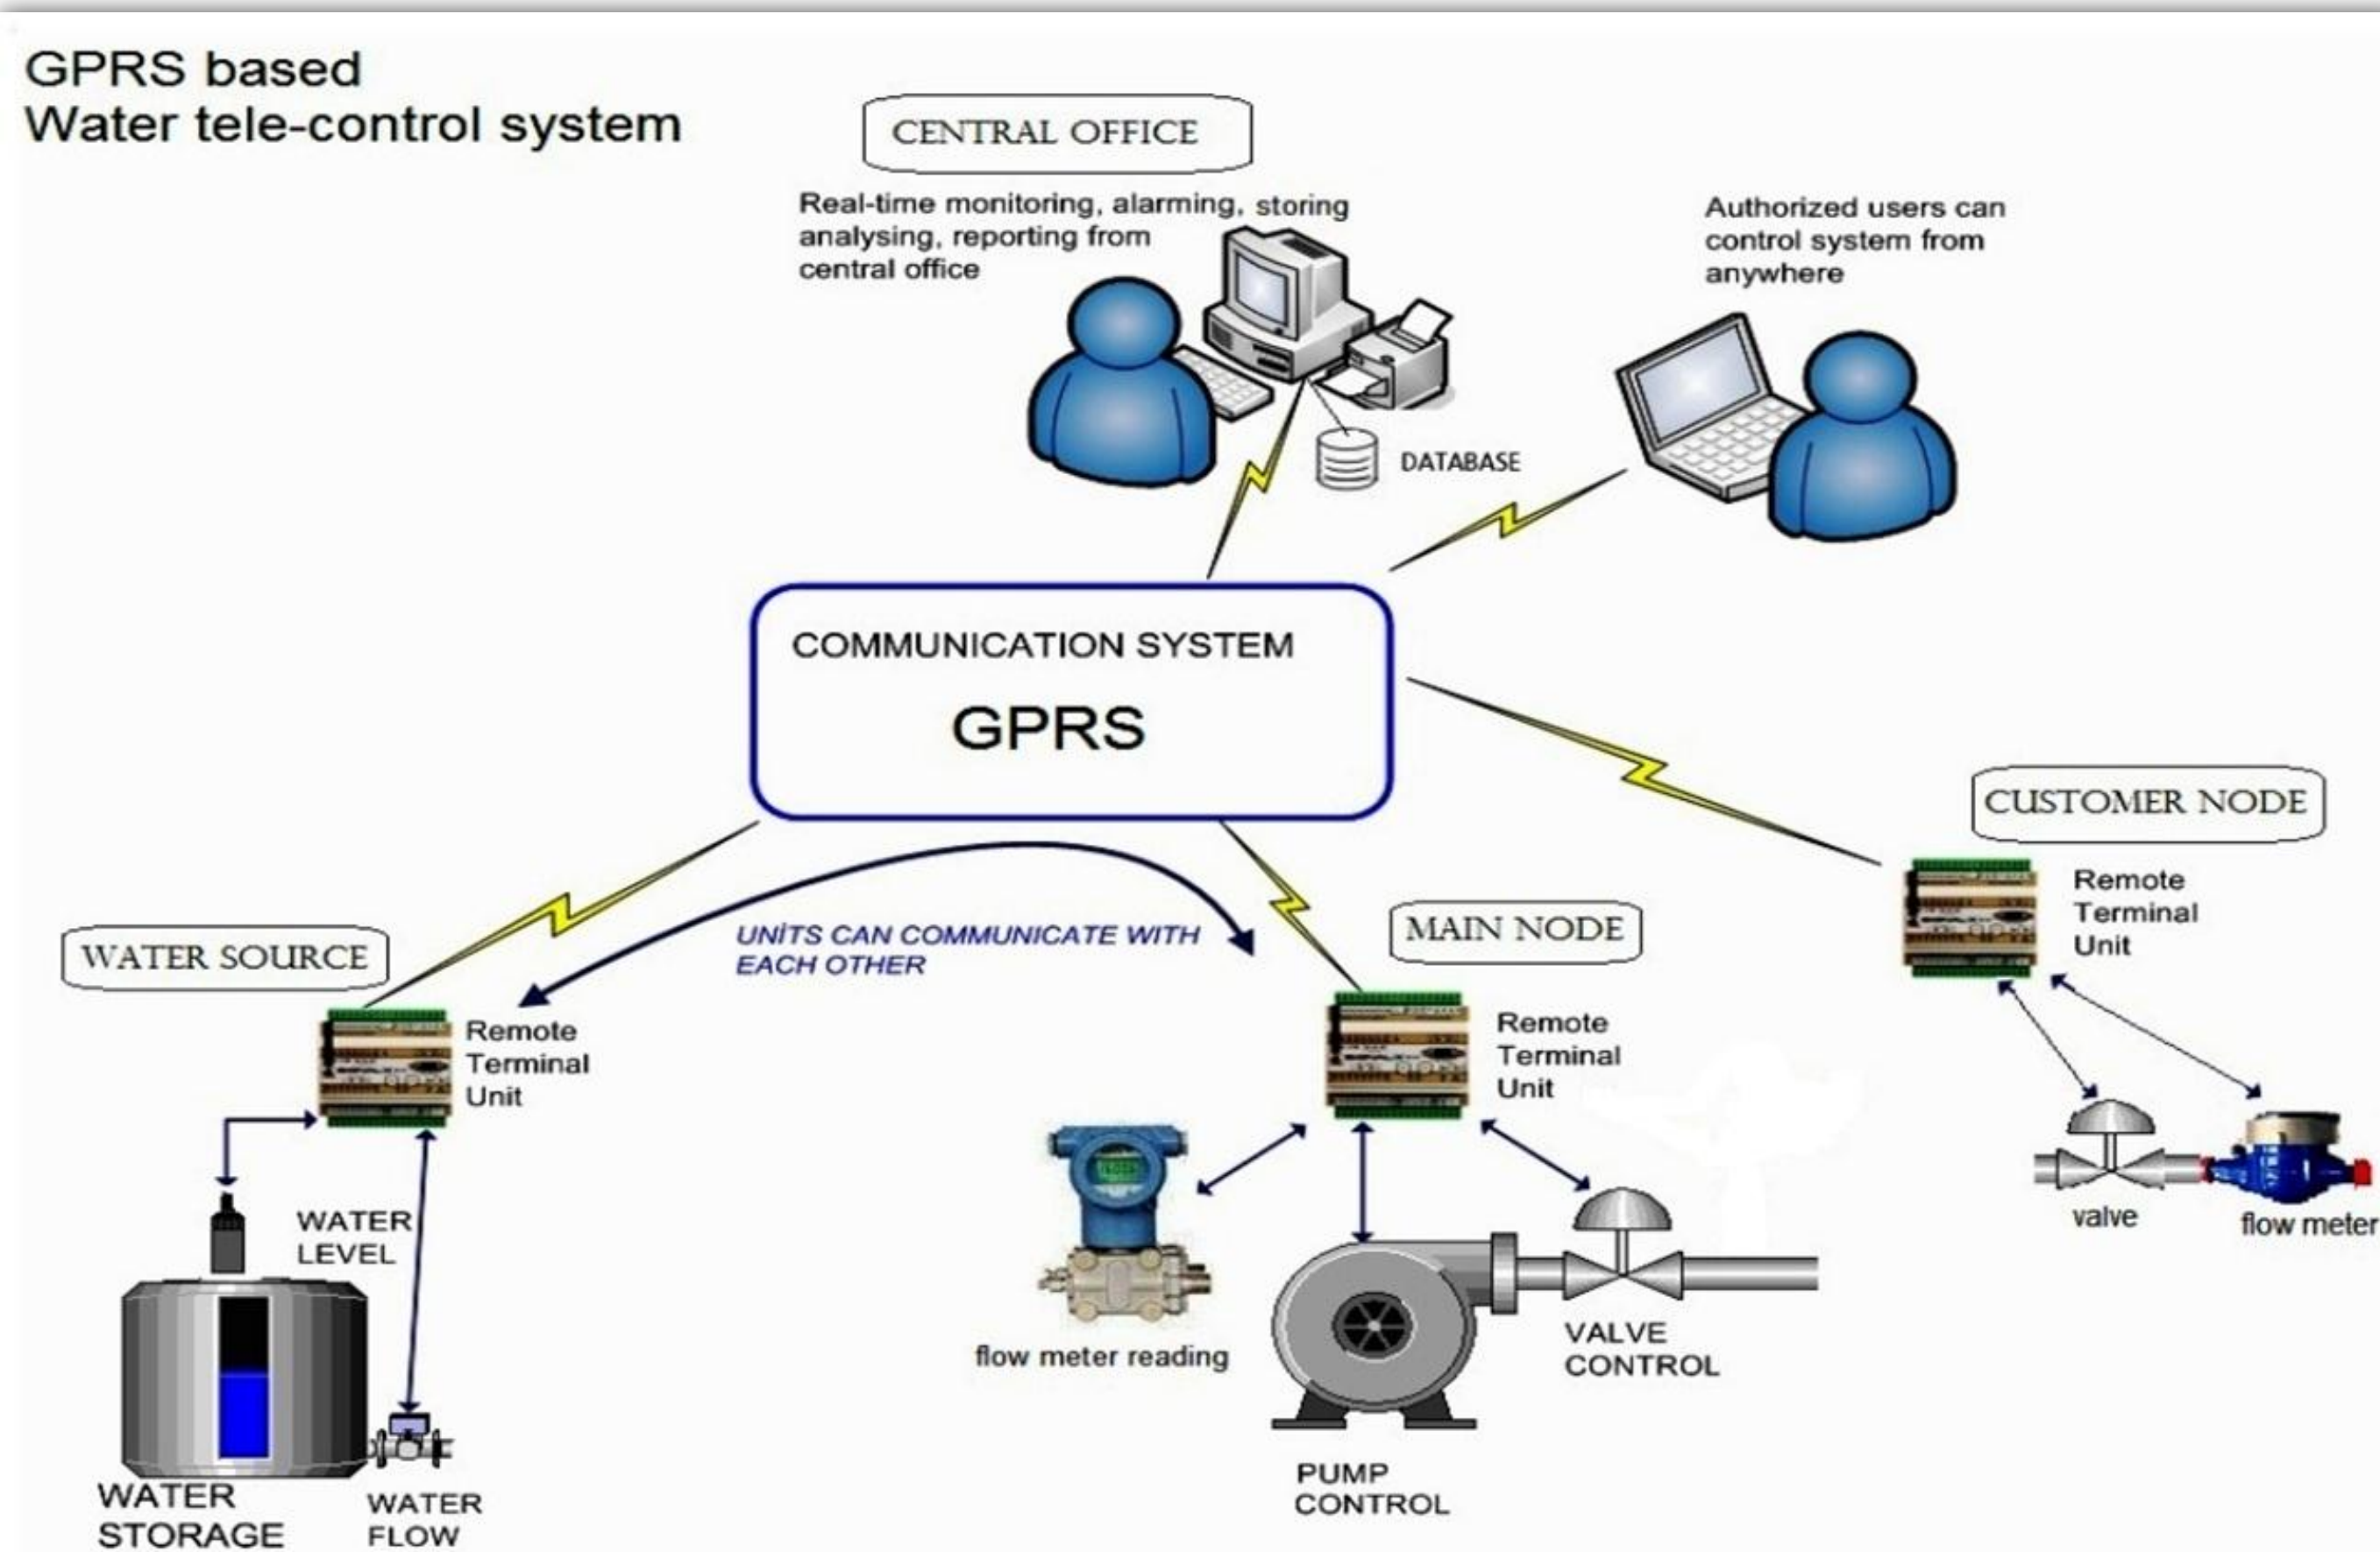 GPRS based
Water tele-control system
CENTRAL OFFICE
Real-time monitoring, alarming, storing
analysing, reporting from
central office
Authorized users can
control system from
anywhere
DATABASE
COMMUNICATION SYSTEM
GPRS
CUSTOMER NODE
Remote
Terminal
Unit
UNİTS CAN COMMUNICATE WITH
EACH OTHER
MAIN NODE
WATER SOURCE
Remote
Terminal
Unit
Remote
Terminal
Unit
WATER
LEVEL
valve
flow meter
flow meter reading
VALVE
CONTROL
PUMP
CONTROL
WATER
STORAGE
WATER
FLOW